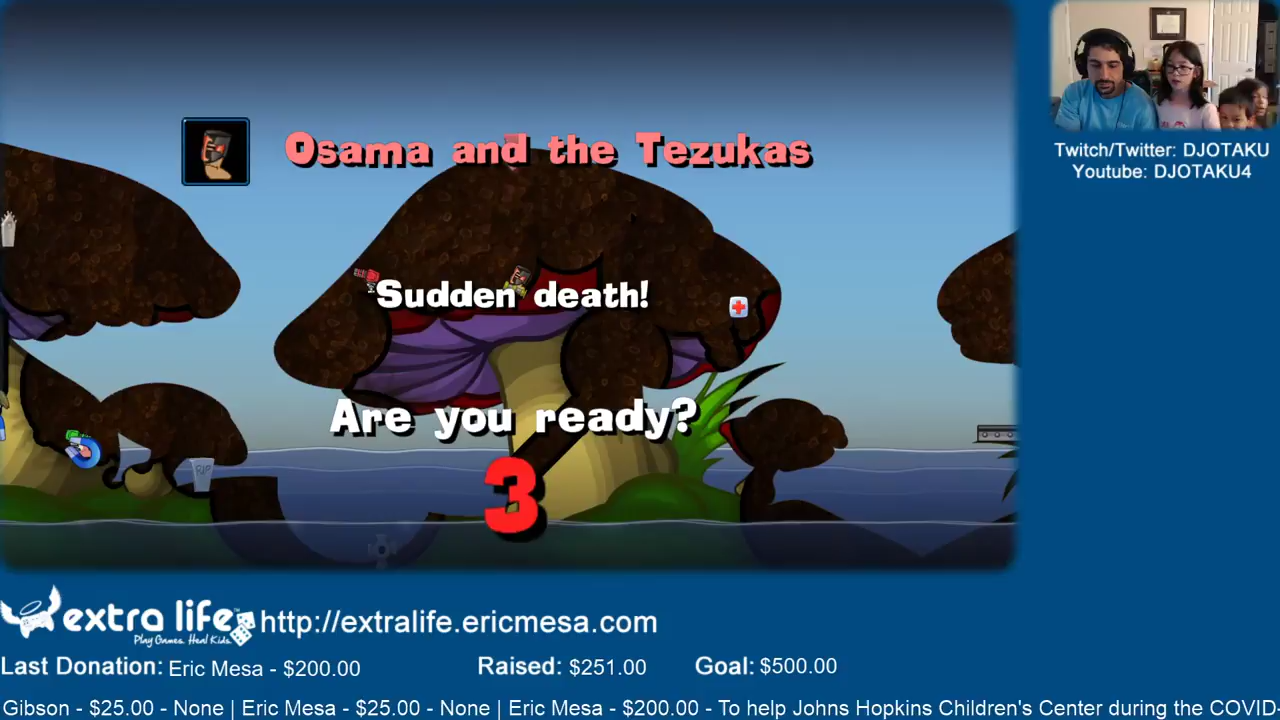 Osama and the Tezukas
Sudden death!
Are you ready?
3
RIP
Twitch/Twitter: DJOTAKU
Youtube: DJOTAKU4
extra life
Play Games. Heal Kids.
http://extralife.ericmesa.com
Last Donation: Eric Mesa - $200.00 Raised: $251.00 Goal: $500.00
Gibson - $25.00 - None | Eric Mesa - $25.00 - None | Eric Mesa - $200.00 - To help Johns Hopkins Children's Center during the COVID-